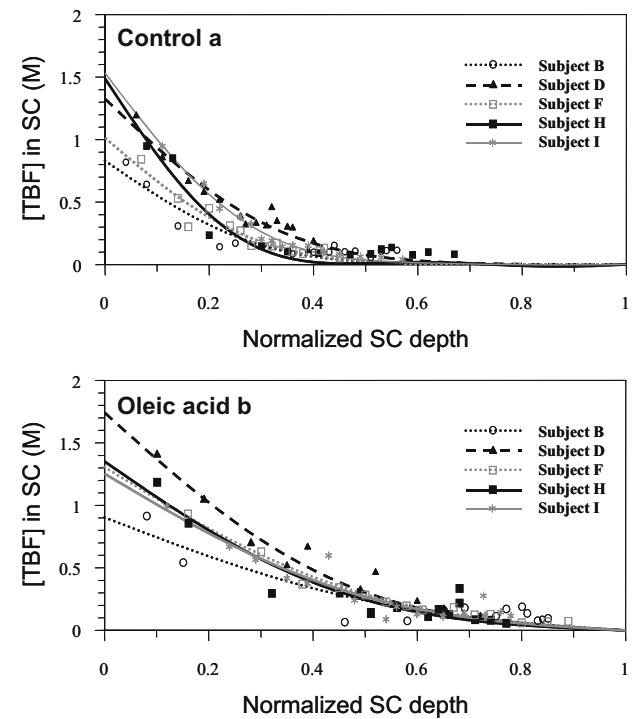 2
Control a
1.5
1
0.5
0
[TBF] in SC (M)
Subject B
Subject D
Subject F
Subject H
Subject I
0 0.2 0.4 0.6 0.8 1
Normalized SC depth
2
Oleic acid b
1.5
1
0.5
0
[TBF] in SC (M)
Subject B
Subject D
Subject F
Subject H
Subject I
0 0.2 0.4 0.6 0.8 1
Normalized SC depth